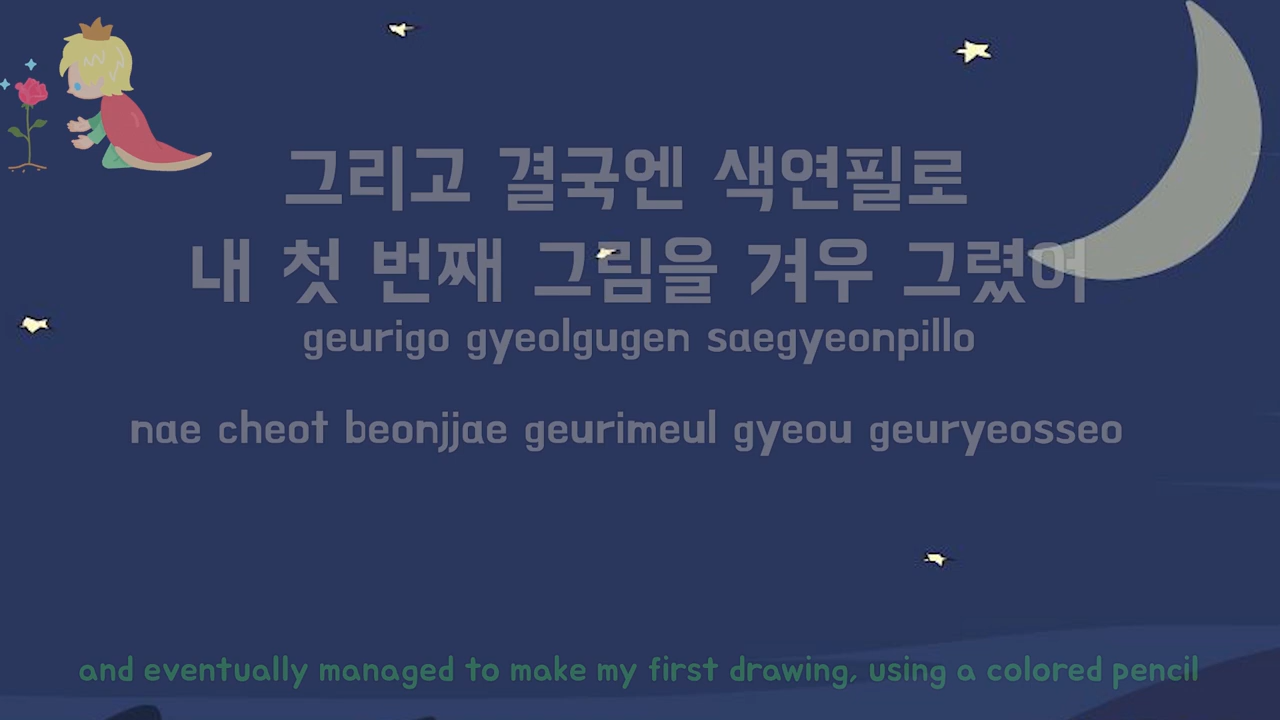 그리고 결국엔 색연필로
내 첫 번째 그림을 겨우 그렸어
geurigo gyeolgugen saegyeonpillo
nae cheot beonjjae geurimeul gyeou geuryeosseo
and eventually managed to make my first drawing, using a colored pencil